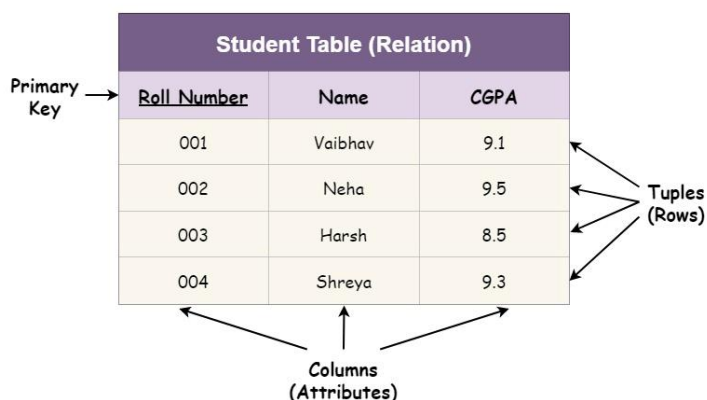 Student Table (Relation)
Primary
Key
Roll Number Name CGPA
001 Vaibhav 9.1
002 Neha 9.5
003 Harsh 8.5
004 Shreya 9.3
Tuples
(Rows)
Columns
(Attributes)